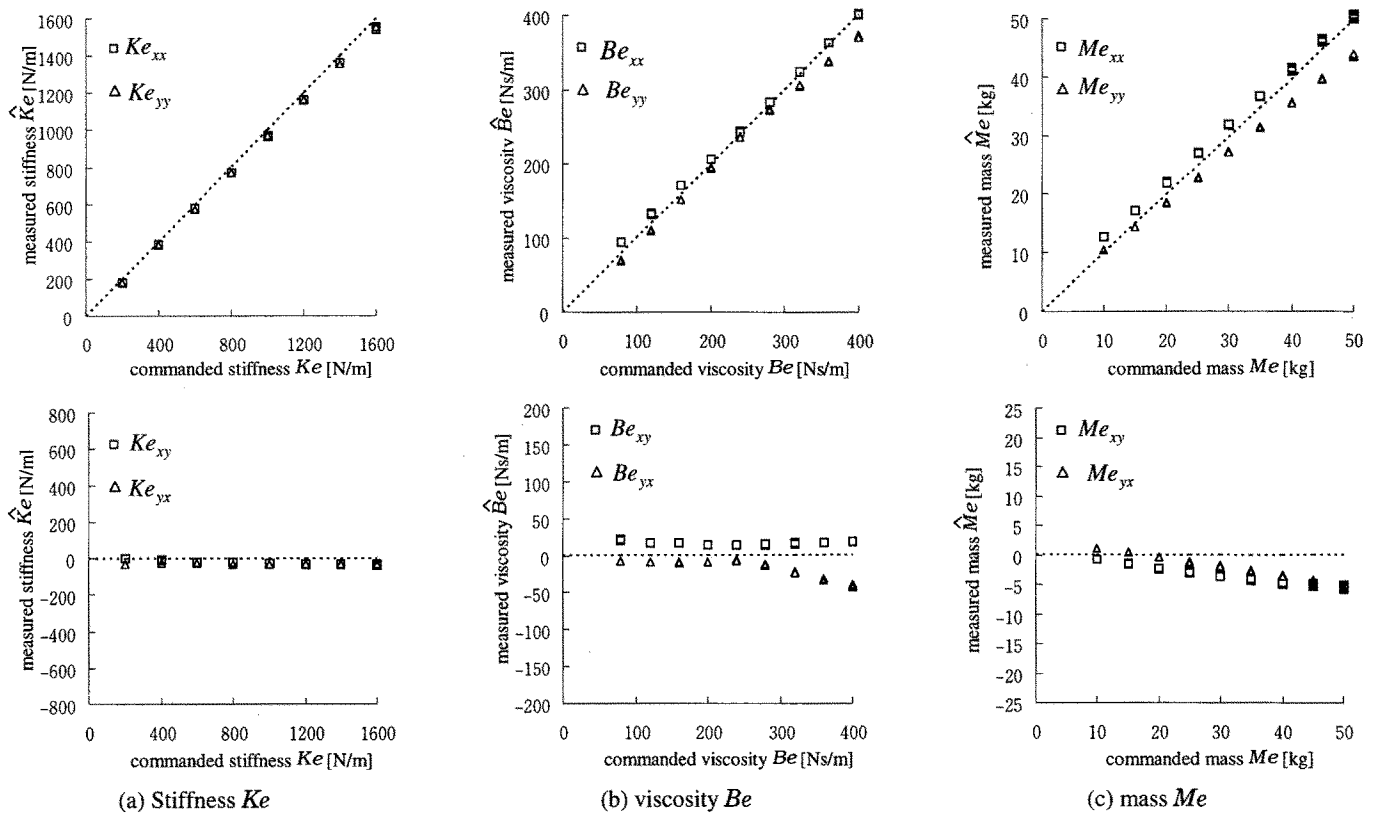 measured stiffness K̂e [N/m]
1600
1400
1200
1000
800
600
400
200
0
Ke_xx
Ke_yy
0 400 800 1200 1600
commanded stiffness Ke [N/m]
measured viscosity B̂e [Ns/m]
400
300
200
100
0
Be_xx
Be_yy
0 100 200 300 400
commanded viscosity Be [Ns/m]
measured mass M̂e [kg]
50
40
30
20
10
0
Me_xx
Me_yy
0 10 20 30 40 50
commanded mass Me [kg]
measured stiffness K̂e [N/m]
800
600
400
200
0
-200
-400
-600
-800
Ke_xy
Ke_yx
0 400 800 1200 1600
commanded stiffness Ke [N/m]
(a) Stiffness Ke
measured viscosity B̂e [Ns/m]
200
150
100
50
0
-50
-100
-150
-200
Be_xy
Be_yx
0 100 200 300 400
commanded viscosity Be [Ns/m]
(b) viscosity Be
measured mass M̂e [kg]
25
20
15
10
5
0
-5
-10
-15
-20
-25
Me_xy
Me_yx
0 10 20 30 40 50
commanded mass Me [kg]
(c) mass Me